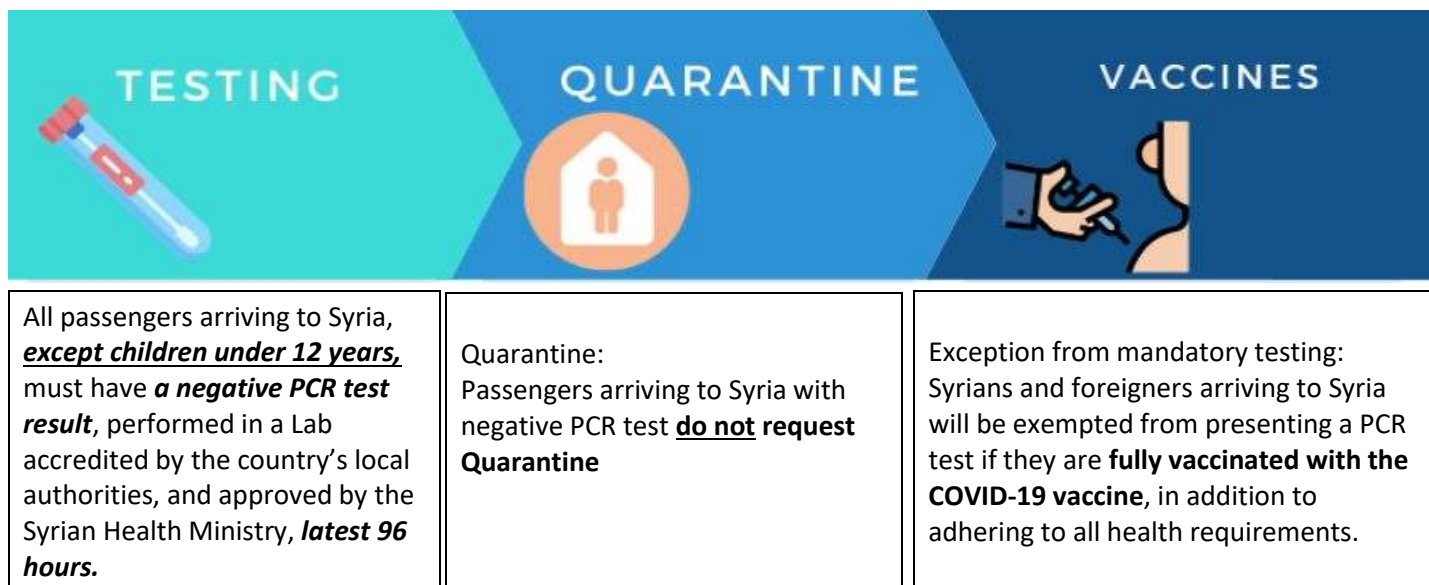 TESTING
QUARANTINE
VACCINES
All passengers arriving to Syria,
except children under 12 years,
must have a negative PCR test
result, performed in a Lab
accredited by the country’s local
authorities, and approved by the
Syrian Health Ministry, latest 96
hours.
Quarantine:
Passengers arriving to Syria with
negative PCR test do not request
Quarantine
Exception from mandatory testing:
Syrians and foreigners arriving to Syria
will be exempted from presenting a PCR
test if they are fully vaccinated with the
COVID-19 vaccine, in addition to
adhering to all health requirements.